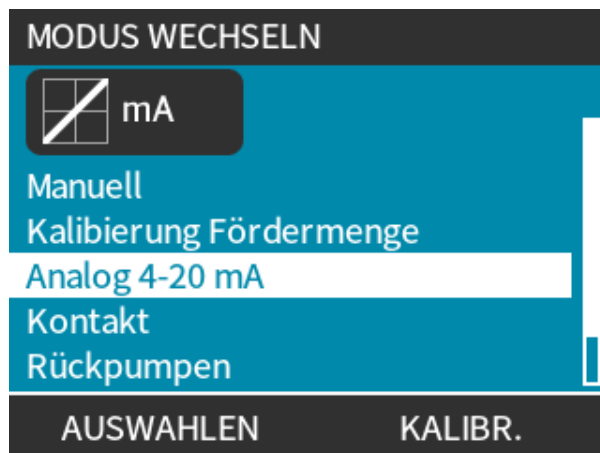 MODUS WECHSELN
mA
Manuell
Kalibierung Fördermenge
Analog 4-20 mA
Kontakt
Rückpumpen
AUSWAHLEN KALIBR.